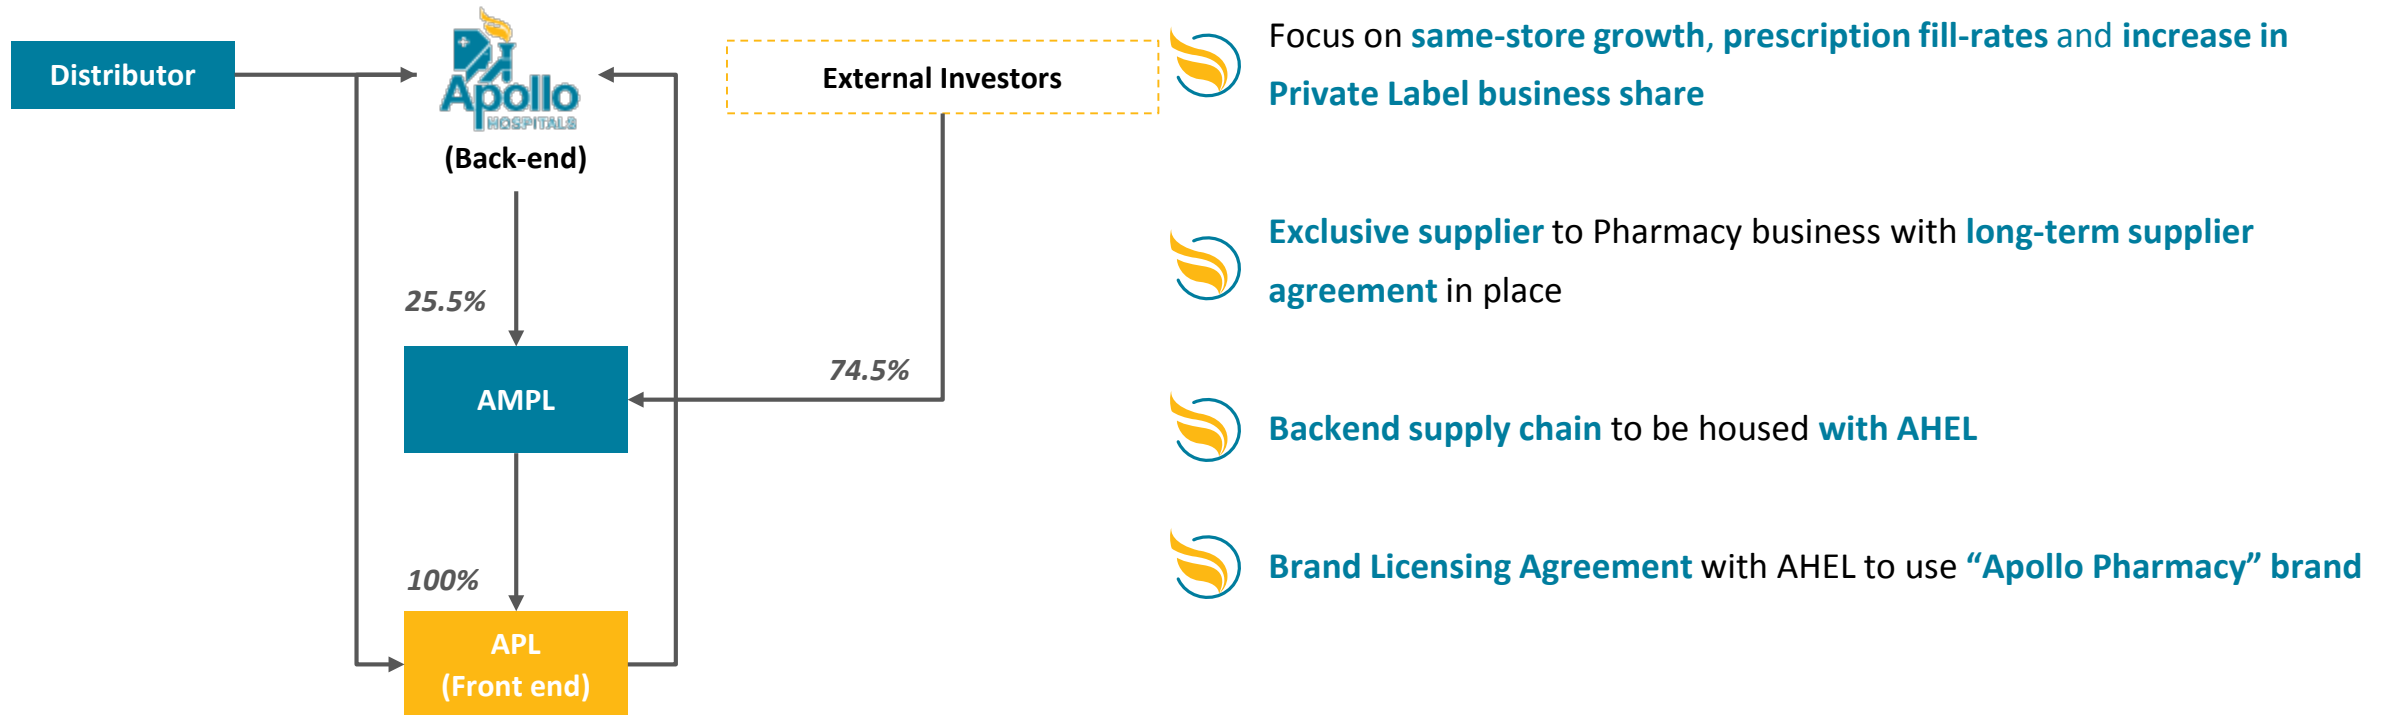 Distributor
Apollo
HOSPITALS
(Back-end)
External Investors
25.5%
74.5%
AMPL
100%
APL
(Front end)
Focus on same-store growth, prescription fill-rates and increase in
Private Label business share
Exclusive supplier to Pharmacy business with long-term supplier
agreement in place
Backend supply chain to be housed with AHEL
Brand Licensing Agreement with AHEL to use “Apollo Pharmacy” brand